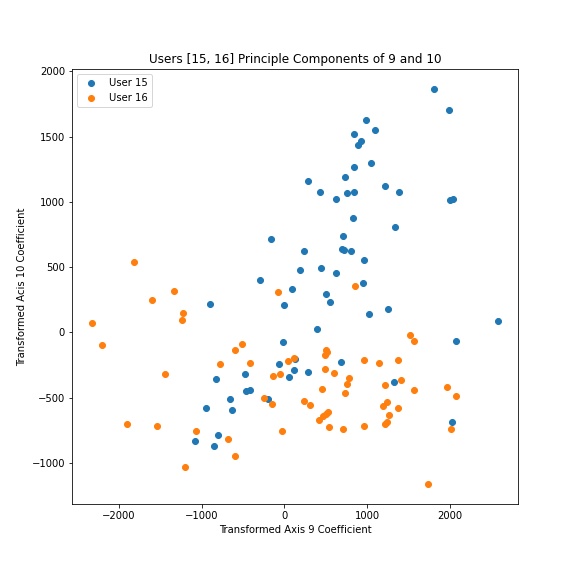 Users [15, 16] Principle Components of 9 and 10
User 15
User 16
Transformed Acis 10 Coefficient
2000
1500
1000
500
0
−500
−1000
−2000 −1000 0 1000 2000
Transformed Axis 9 Coefficient